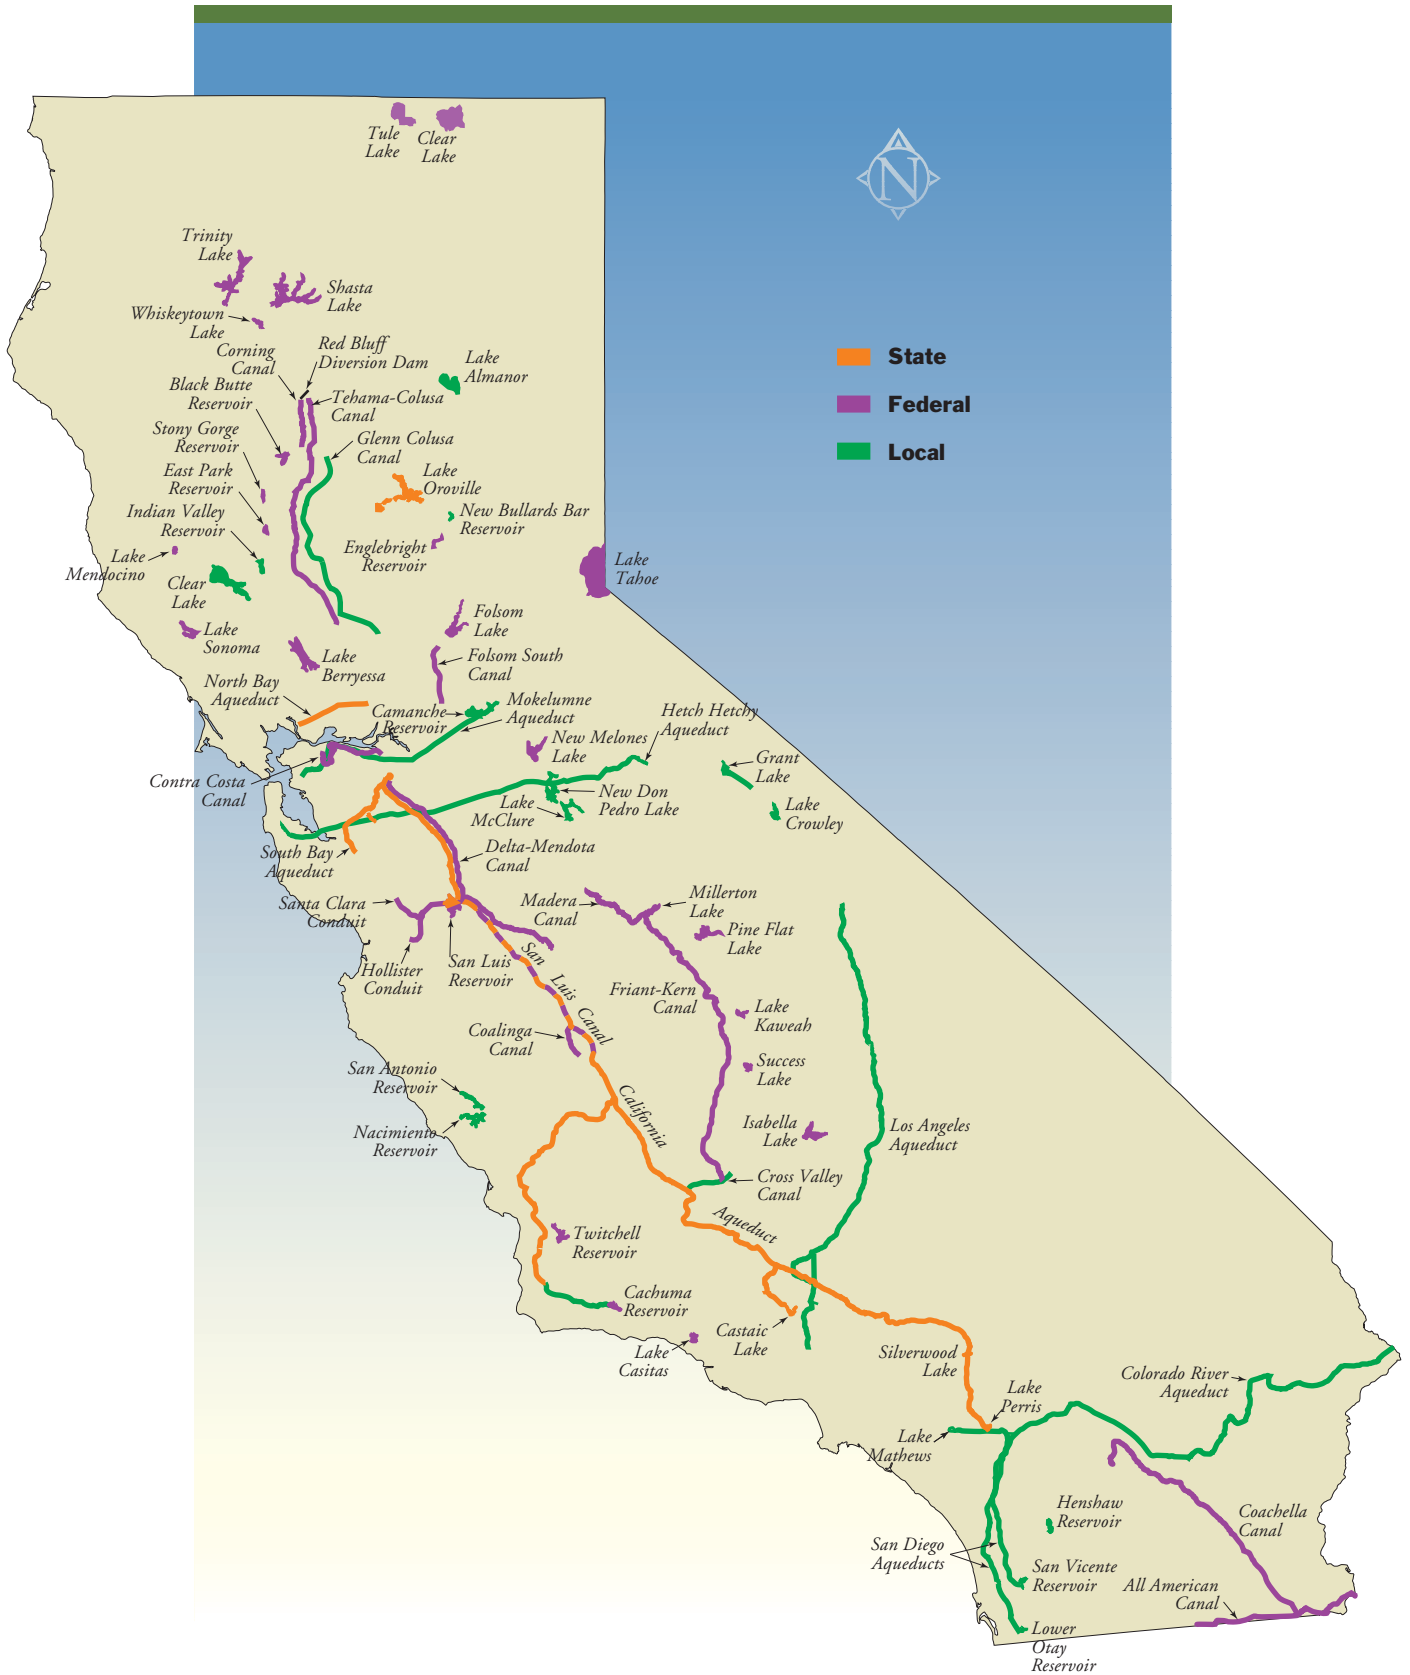 Tule
Lake
Clear
Lake
N
Trinity
Lake
Shasta
Lake
Whiskeytown
Lake
State
Federal
Local
Corning
Canal
Red Bluff
Diversion Dam
Lake
Almanor
Black Butte
Reservoir
Tehama-Colusa
Canal
Stony Gorge
Reservoir
Glenn Colusa
Canal
East Park
Reservoir
Lake
Oroville
Indian Valley
Reservoir
New Bullards Bar
Reservoir
Englebright
Reservoir
Lake
Mendocino
Lake
Tahoe
Clear
Lake
Lake
Sonoma
Folsom
Lake
Lake
Berryessa
Folsom South
Canal
North Bay
Aqueduct
Camanche
Reservoir
Mokelumne
Aqueduct
Hetch Hetchy
Aqueduct
New Melones
Lake
Grant
Lake
Contra Costa
Canal
New Don
Pedro Lake
Lake
McClure
Lake
Crowley
South Bay
Aqueduct
Delta-Mendota
Canal
Santa Clara
Conduit
Madera
Canal
Millerton
Lake
Pine Flat
Lake
Hollister
Conduit
San Luis
Reservoir
San
Luis
Canal
Friant-Kern
Canal
Lake
Kaweah
Coalinga
Canal
Success
Lake
San Antonio
Reservoir
Nacimiento
Reservoir
California
Isabella
Lake
Los Angeles
Aqueduct
Cross Valley
Canal
Aqueduct
Twitchell
Reservoir
Cachuma
Reservoir
Castaic
Lake
Lake
Casitas
Silverwood
Lake
Colorado River
Aqueduct
Lake
Perris
Lake
Mathews
Henshaw
Reservoir
Coachella
Canal
San Diego
Aqueducts
San Vicente
Reservoir
All American
Canal
Lower
Otay
Reservoir